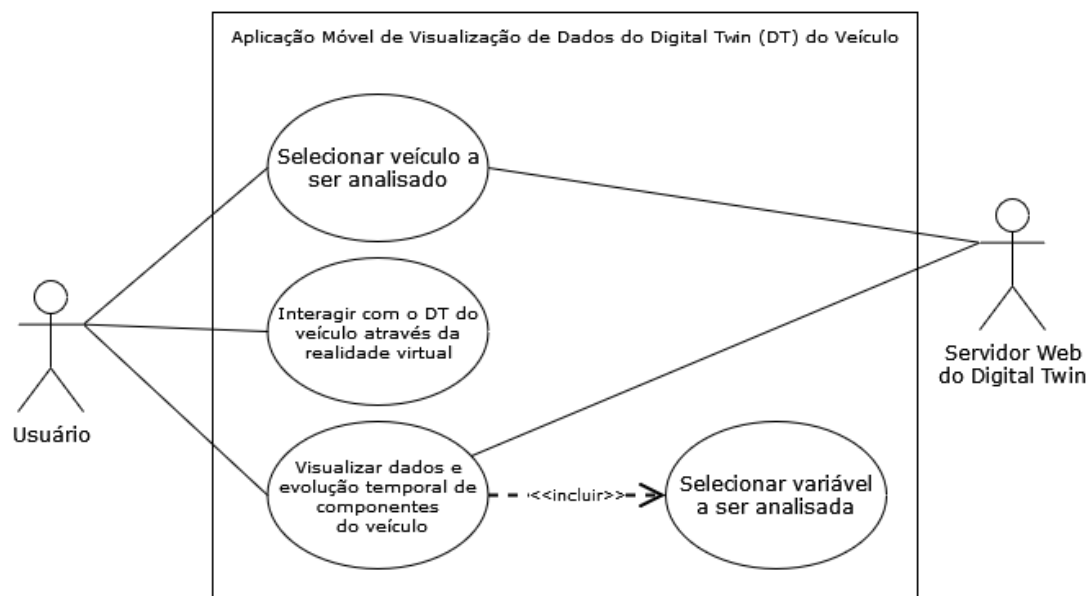 Aplicação Móvel de Visualização de Dados do Digital Twin (DT) do Veículo
Selecionar veículo a
ser analisado
Interagir com o DT do
veículo através da
realidade virtual
Servidor Web
do Digital Twin
Usuário
Visualizar dados e
evolução temporal de
componentes
do veículo
<<incluir>>
Selecionar variável
a ser analisada